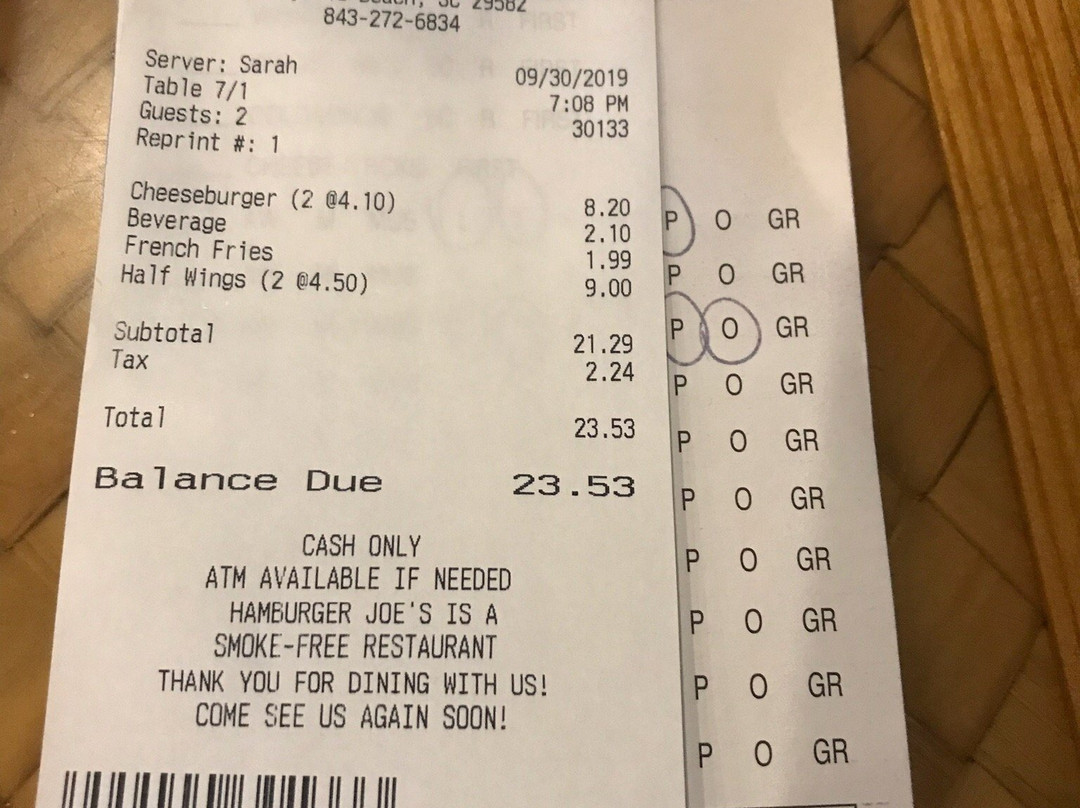 Beach, SC 29582
843-272-6834
Server: Sarah 09/30/2019
Table 7/1 7:08 PM
Guests: 2 30133
Reprint #: 1
Cheeseburger (2 @4.10) 8.20
Beverage 2.10
French Fries 1.99
Half Wings (2 @4.50) 9.00
Subtotal 21.29
Tax 2.24
Total 23.53
Balance Due 23.53
CASH ONLY
ATM AVAILABLE IF NEEDED
HAMBURGER JOE'S IS A
SMOKE-FREE RESTAURANT
THANK YOU FOR DINING WITH US!
COME SEE US AGAIN SOON!
P O GR
P O GR
P O GR
P O GR
P O GR
P O GR
P O GR
P O GR
P O GR
P O GR